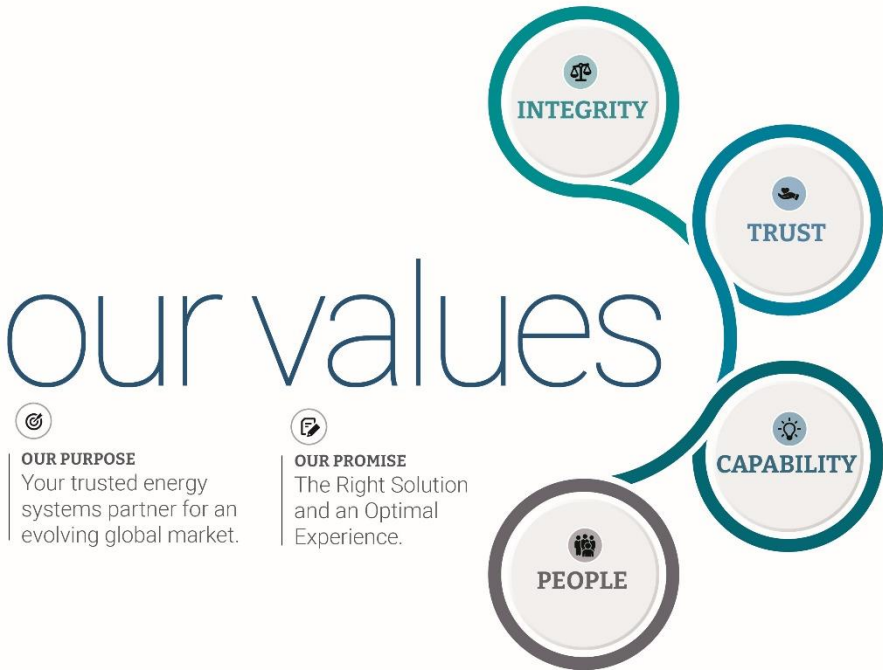 INTEGRITY
TRUST
our values
CAPABILITY
PEOPLE
OUR PURPOSE
Your trusted energy
systems partner for an
evolving global market.
OUR PROMISE
The Right Solution
and an Optimal
Experience.